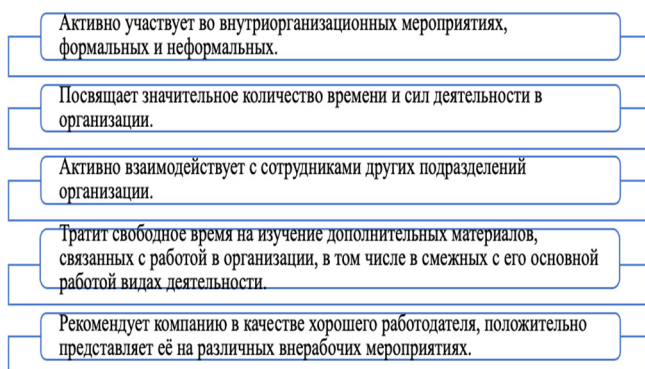 Активно участвует во внутриорганизационных мероприятиях,
формальных и неформальных.
Посвящает значительное количество времени и сил деятельности в
организации.
Активно взаимодействует с сотрудниками других подразделений
организации.
Тратит свободное время на изучение дополнительных материалов,
связанных с работой в организации, в том числе в смежных с его основной
работой видах деятельности.
Рекомендует компанию в качестве хорошего работодателя, положительно
представляет её на различных внерабочих мероприятиях.